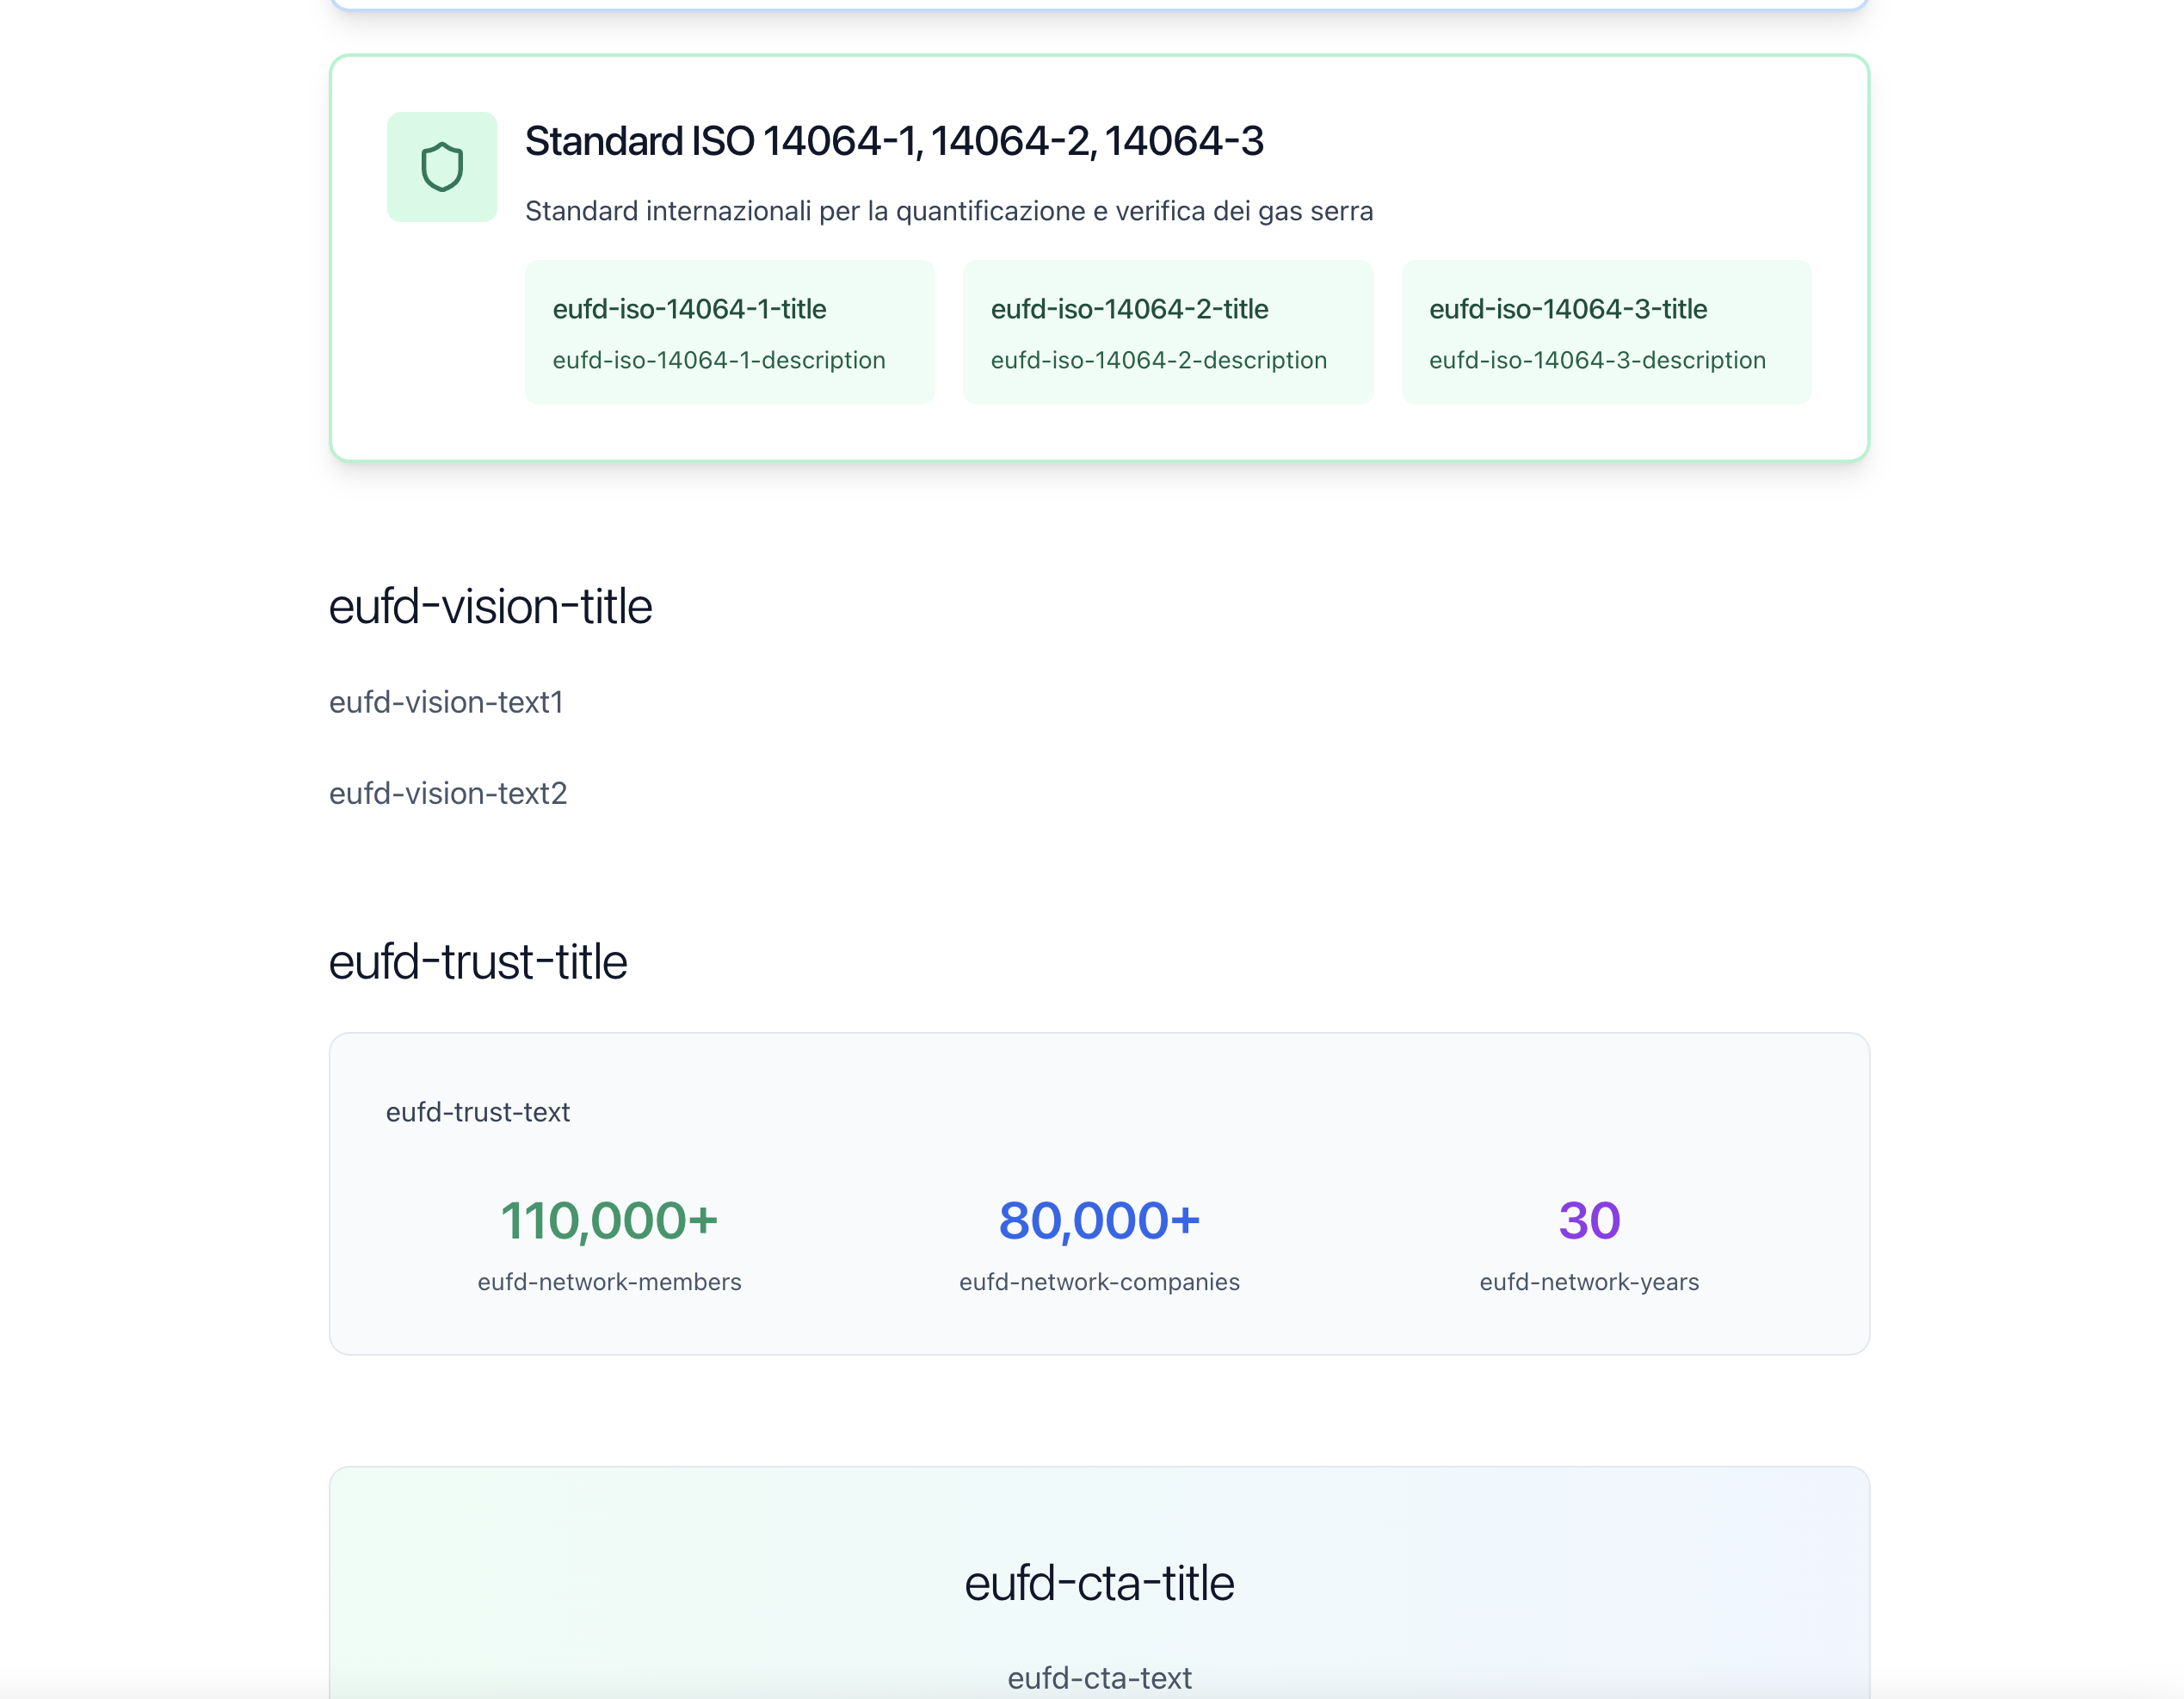 Standard ISO 14064-1, 14064-2, 14064-3
Standard internazionali per la quantificazione e verifica dei gas serra
eufd-iso-14064-1-title
eufd-iso-14064-1-description
eufd-iso-14064-2-title
eufd-iso-14064-2-description
eufd-iso-14064-3-title
eufd-iso-14064-3-description
eufd-vision-title
eufd-vision-text1
eufd-vision-text2
eufd-trust-title
eufd-trust-text
110,000+
eufd-network-members
80,000+
eufd-network-companies
30
eufd-network-years
eufd-cta-title
eufd-cta-text